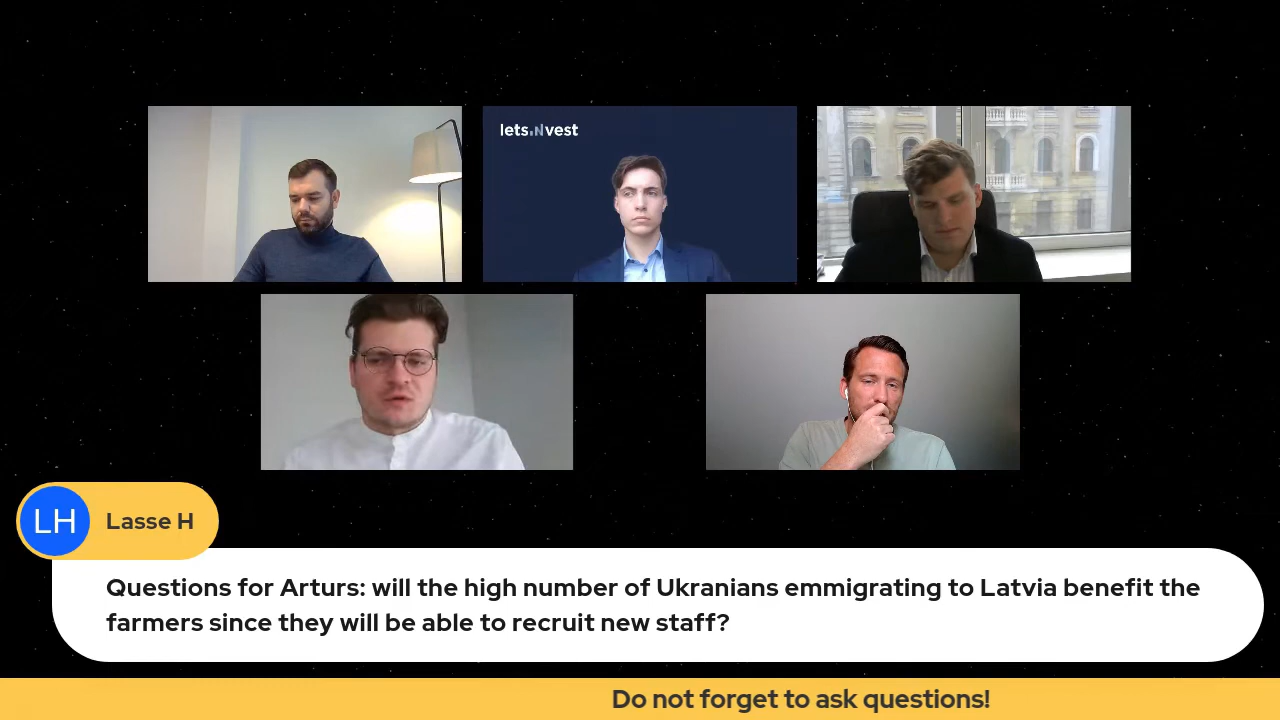 lets.nvest
LH
Lasse H
Questions for Arturs: will the high number of Ukranians emmigrating to Latvia benefit the
farmers since they will be able to recruit new staff?
Do not forget to ask questions!